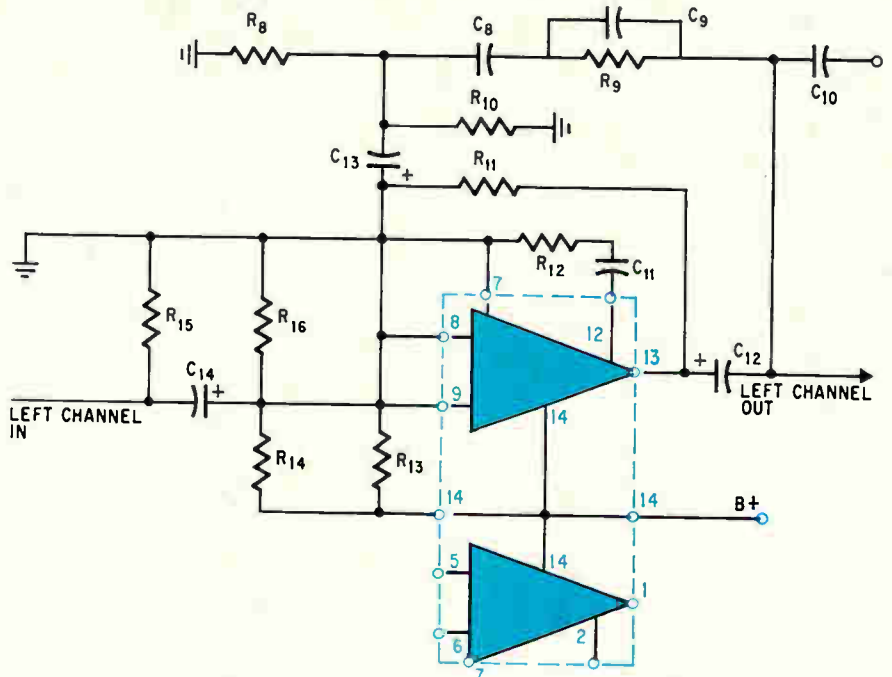 C9
C8
R8
R9
C10
R10
C13
+
R11
R12
C11
7
R15
R16
8
12
C14
+
13
+
C12
9
LEFT CHANNEL
IN
LEFT CHANNEL
OUT
14
R14
R13
14
14
B+
5
14
1
6
2
7